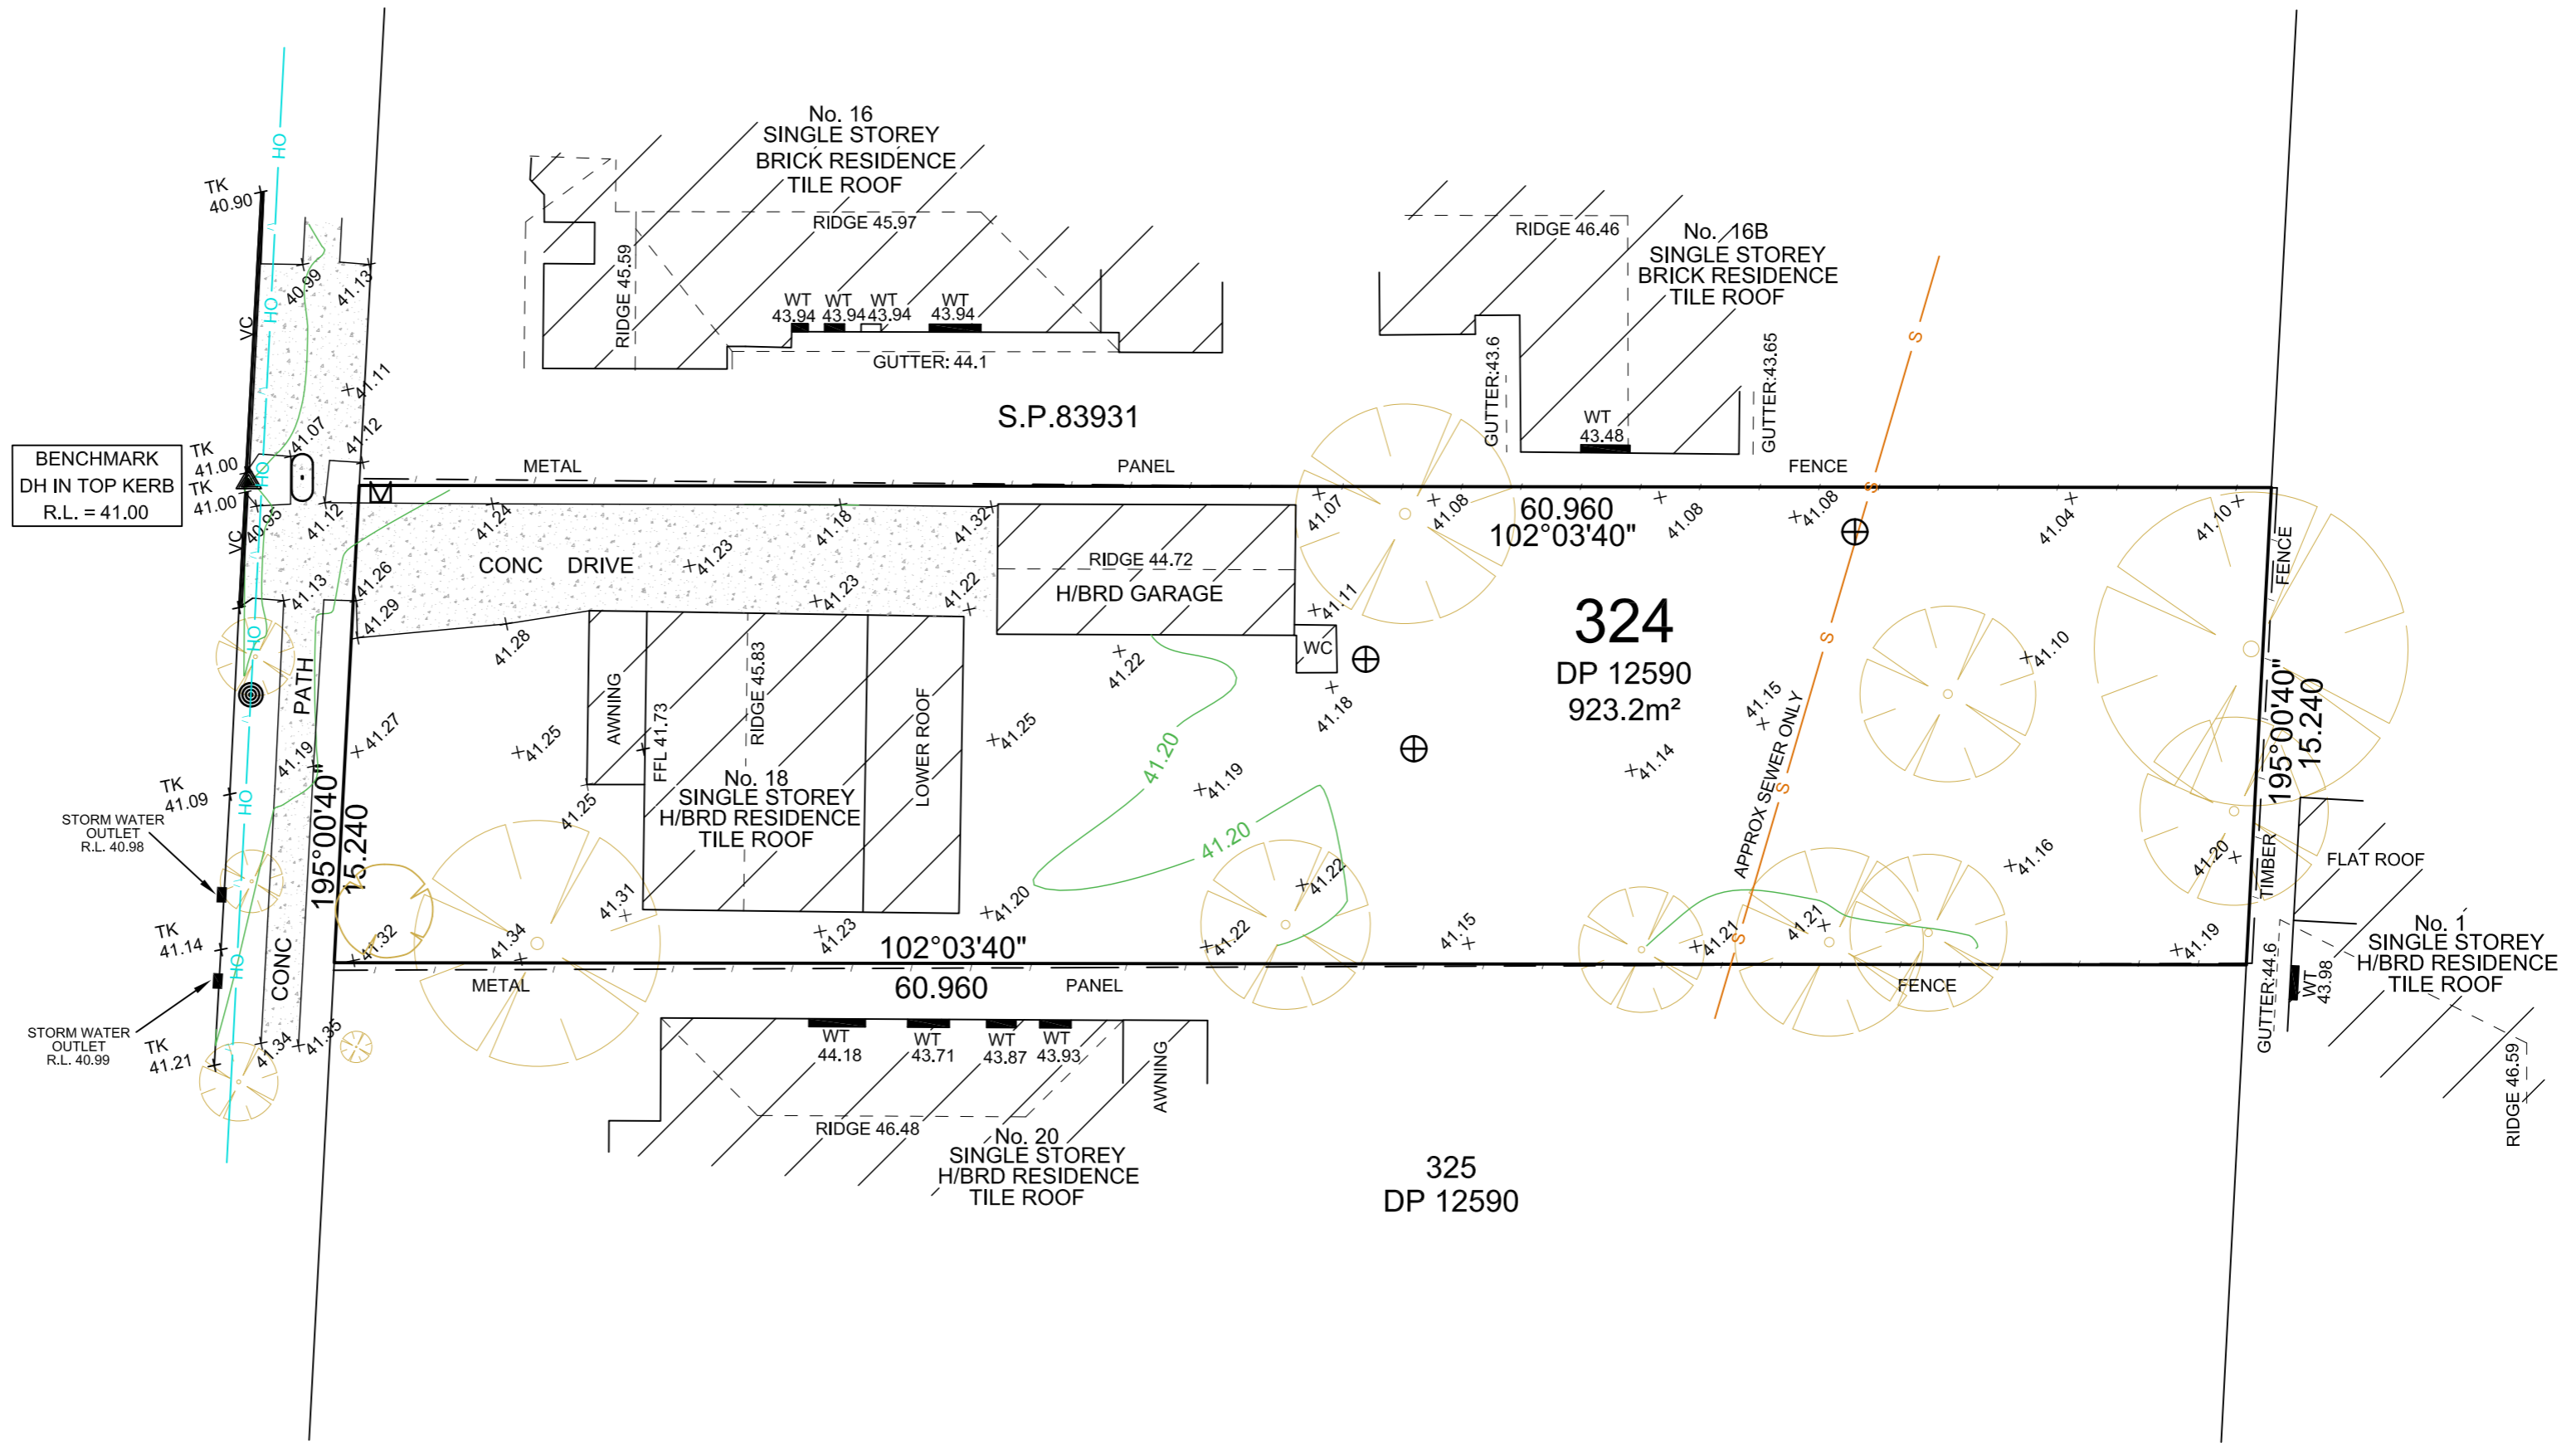 No. 16
SINGLE STOREY
BRICK RESIDENCE
TILE ROOF
RIDGE 45.97
RIDGE 45.59
WT
43.94
WT
43.94
WT
43.94
WT
43.94
GUTTER: 44.1
RIDGE 46.46
No. 16B
SINGLE STOREY
BRICK RESIDENCE
TILE ROOF
GUTTER:43.6
GUTTER:43.65
WT
43.48
S.P.83931
OH
TK
40.90
OH
VC
40.99
41.13
41.11
41.07
41.12
OH
BENCHMARK
DH IN TOP KERB
R.L. = 41.00
TK
41.00
TK
41.00
VC
40.95
41.12
METAL
PANEL
FENCE
41.24
41.18
41.32
41.07
41.08
60.960
102°03'40"
41.08
41.08
41.04
41.10
FENCE
CONC DRIVE
41.23
41.23
41.22
RIDGE 44.72
H/BRD GARAGE
41.11
WC
41.13
41.26
41.29
41.28
OH
PATH
AWNING
FFL 41.73
RIDGE 45.83
LOWER ROOF
41.22
41.18
324
DP 12590
923.2m²
S
S
S
S
S
APPROX SEWER ONLY
41.15
41.10
41.14
195°00'40"
15.240
41.27
41.25
41.25
41.20
41.19
41.20
41.19
OH
TK
41.09
STORM WATER
OUTLET
R.L. 40.98
195°00'40"
15.240
41.25
No. 18
SINGLE STOREY
H/BRD RESIDENCE
TILE ROOF
41.31
41.20
41.22
41.16
41.20
TIMBER
FLAT ROOF
TK
41.14
OH
CONC
41.32
41.34
41.23
102°03'40"
60.960
41.22
41.15
41.21
41.21
41.19
METAL
PANEL
FENCE
GUTTER:44.6
WT
43.98
No. 1
SINGLE STOREY
H/BRD RESIDENCE
TILE ROOF
RIDGE 46.59
STORM WATER
OUTLET
R.L. 40.99
TK
41.21
41.34
41.35
WT
44.18
WT
43.71
WT
43.87
WT
43.93
AWNING
RIDGE 46.48
No. 20
SINGLE STOREY
H/BRD RESIDENCE
TILE ROOF
325
DP 12590